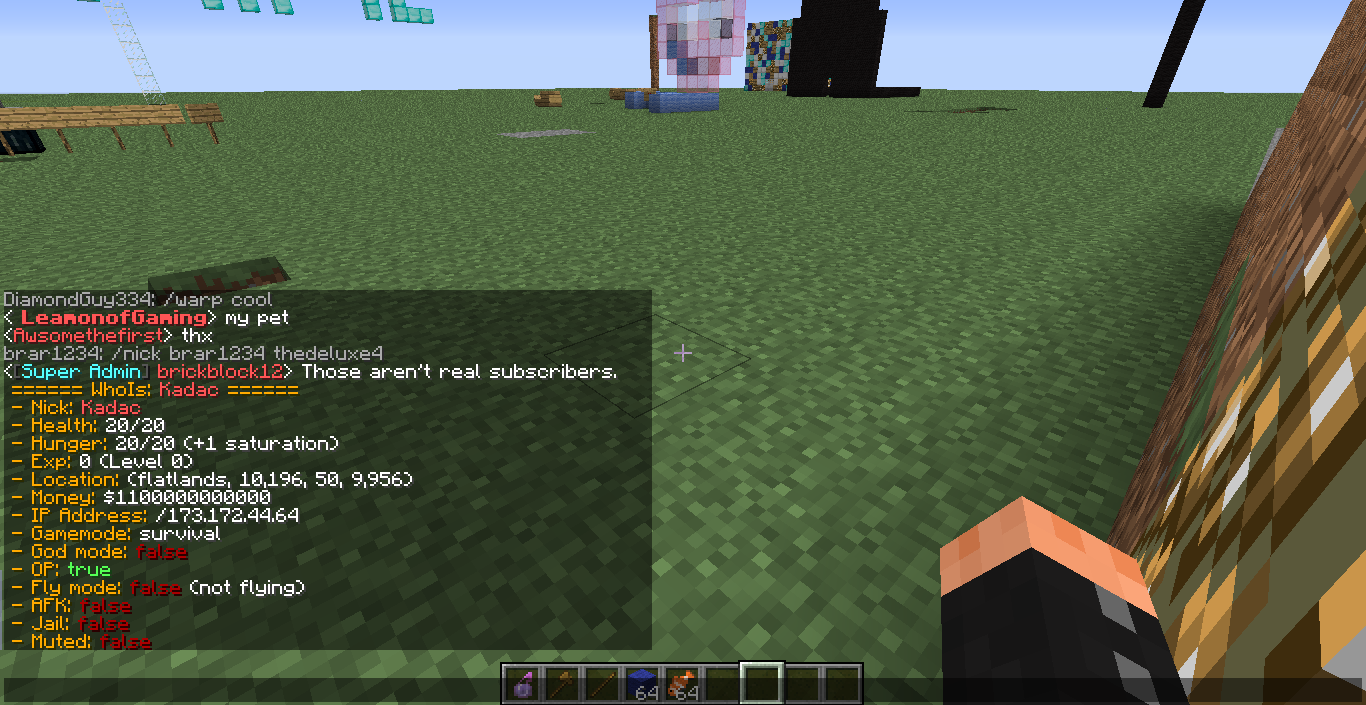 DiamondGuy334: /warp cool
< LeamonofGaming> my pet
<Awsomethefirst> thx
brar1234: /nick brar1234 thedeluxe4
<[Super Admin] brickblock12> Those aren't real subscribers.
====== WhoIs: Kadac ======
- Nick: Kadac
- Health: 20/20
- Hunger: 20/20 (+1 saturation)
- Exp: 0 (Level 0)
- Location: (flatlands, 10,196, 50, 9,956)
- Money: $1100000000000
- IP Address: /173.172.44.64
- Gamemode: survival
- God mode: false
- OP: true
- Fly mode: false (not flying)
- AFK: false
- Jail: false
- Muted: false
64 64